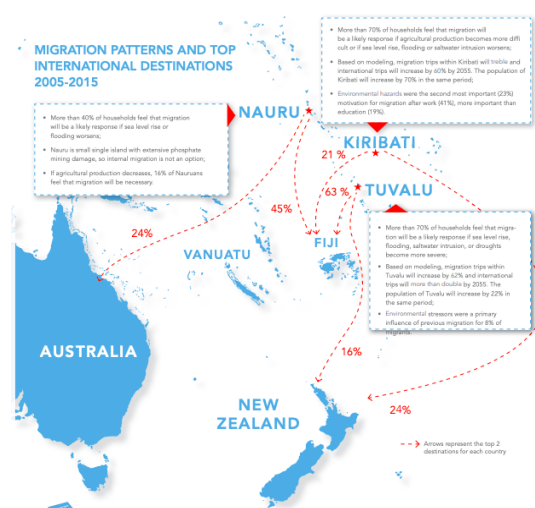 MIGRATION PATTERNS AND TOP
INTERNATIONAL DESTINATIONS
2005-2015
• More than 70% of households feel that migration will
be a likely response if agricultural production becomes more diffi
cult or if sea level rise, flooding or saltwater intrusion worsens;
• Based on modeling, migration trips within Kiribati will treble and
international trips will increase by 60% by 2055. The population of
Kiribati will increase by 70% in the same period;
• Environmental hazards were the second most important (23%)
motivation for migration after work (41%), more important than
education (19%).
• More than 40% of households feel that migration
will be a likely response if sea level rise or
flooding worsens;
• Nauru is small single island with extensive phosphate
mining damage, so internal migration is not an option;
• If agricultural production decreases, 16% of Nauruans
feel that migration will be necessary.
NAURU
KIRIBATI
21 %
63 %
TUVALU
45%
24%
VANUATU
FIJI
• More than 70% of households feel that migra-
tion will be a likely response if sea level rise,
flooding, saltwater intrusion, or droughts
become more severe;
• Based on modeling, migration trips within
Tuvalu will increase by 62% and international
trips will more than double by 2055. The
population of Tuvalu will increase by 22% in
the same period;
• Environmental stressors were a primary
influence of previous migration for 8% of
migrants.
AUSTRALIA
16%
NEW
ZEALAND
24%
Arrows represent the top 2
destinations for each country